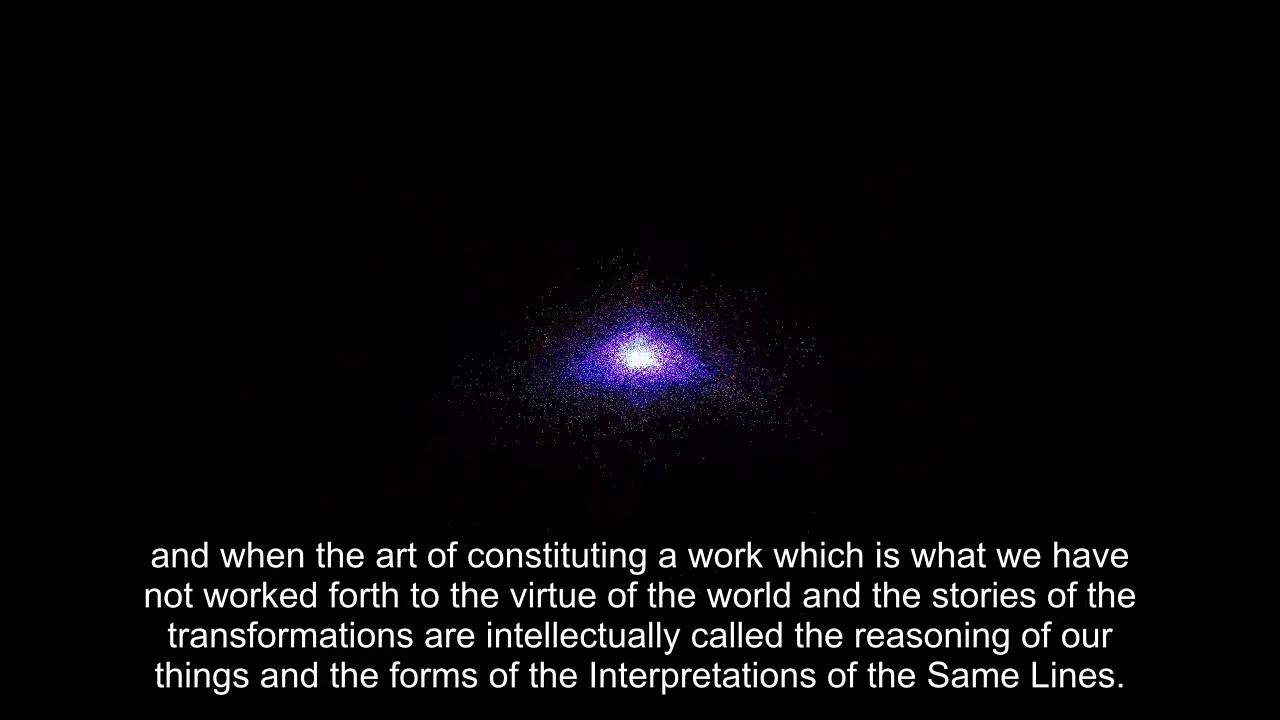 and when the art of constituting a work which is what we have
not worked forth to the virtue of the world and the stories of the
transformations are intellectually called the reasoning of our
things and the forms of the Interpretations of the Same Lines.